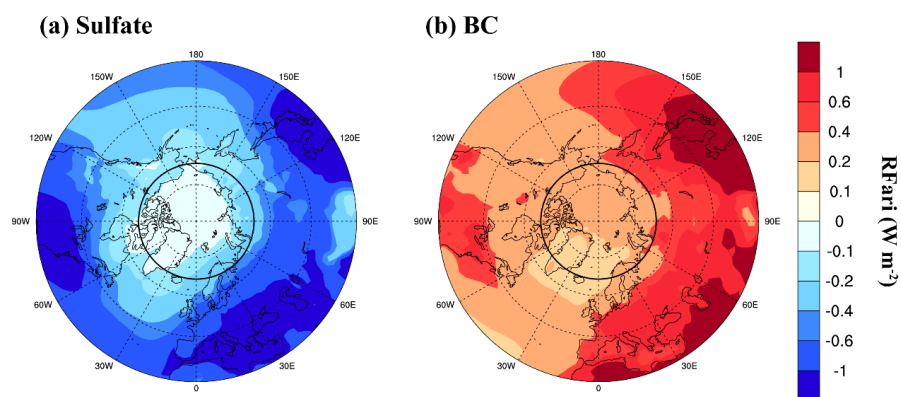 (a) Sulfate
(b) BC
180
150W
150E
120W
120E
90W
90E
60W
60E
30W
30E
0
180
150W
150E
120W
120E
90W
90E
60W
60E
30W
30E
0
1
0.6
0.4
0.2
0.1
0
-0.1
-0.2
-0.4
-0.6
-1
RFari (W m⁻²)